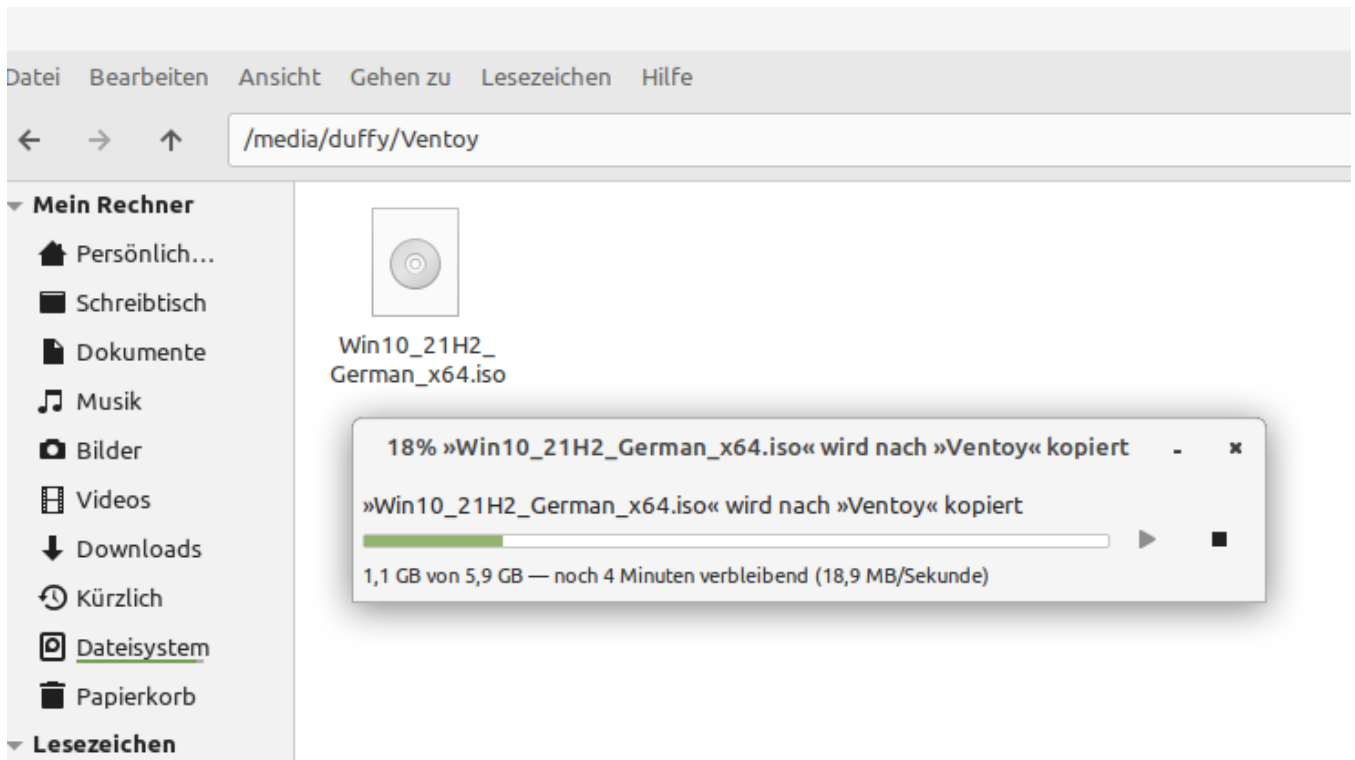 Datei Bearbeiten Ansicht Gehen zu Lesezeichen Hilfe
/media/duffy/Ventoy
Mein Rechner
Persönlich...
Schreibtisch
Dokumente
Musik
Bilder
Videos
Downloads
Kürzlich
Dateisystem
Papierkorb
Lesezeichen
Win10_21H2_
German_x64.iso
18% »Win10_21H2_German_x64.iso« wird nach »Ventoy« kopiert
»Win10_21H2_German_x64.iso« wird nach »Ventoy« kopiert
1,1 GB von 5,9 GB — noch 4 Minuten verbleibend (18,9 MB/Sekunde)